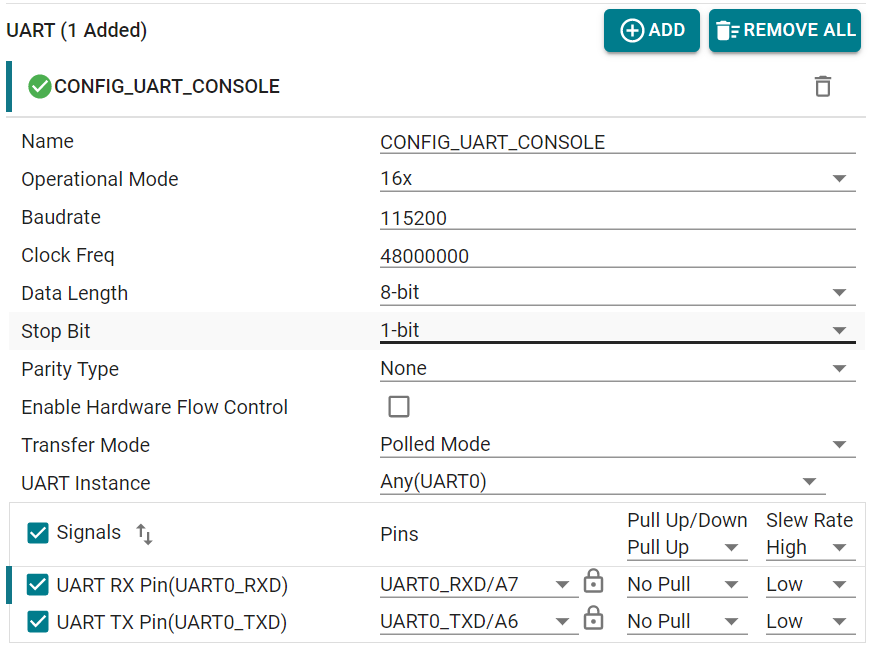 UART (1 Added)
ADD
REMOVE ALL
CONFIG_UART_CONSOLE
Name CONFIG_UART_CONSOLE
Operational Mode 16x
Baudrate 115200
Clock Freq 48000000
Data Length 8-bit
Stop Bit 1-bit
Parity Type None
Enable Hardware Flow Control
Transfer Mode Polled Mode
UART Instance Any(UART0)
Signals Pins Pull Up/Down Slew Rate
Pull Up High
UART RX Pin(UART0_RXD) UART0_RXD/A7 No Pull Low
UART TX Pin(UART0_TXD) UART0_TXD/A6 No Pull Low